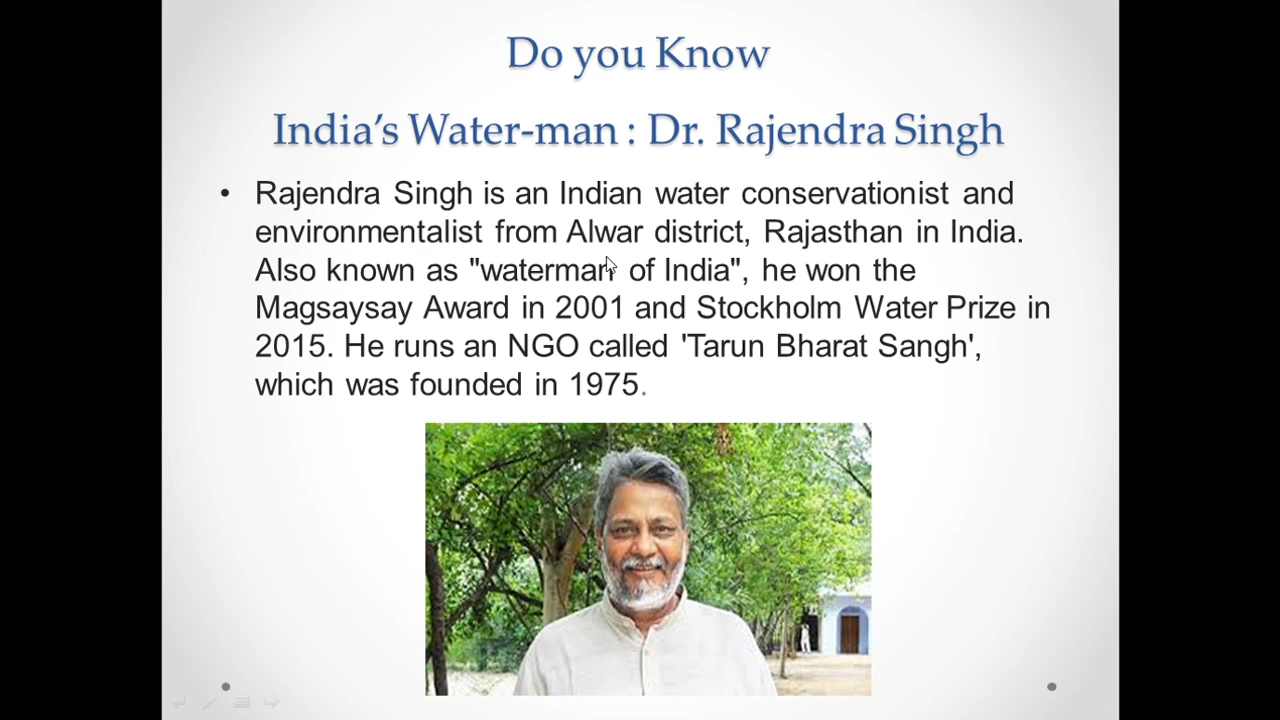 Do you Know
India's Water-man : Dr. Rajendra Singh
• Rajendra Singh is an Indian water conservationist and
environmentalist from Alwar district, Rajasthan in India.
Also known as "waterman of India", he won the
Magsaysay Award in 2001 and Stockholm Water Prize in
2015. He runs an NGO called 'Tarun Bharat Sangh',
which was founded in 1975.